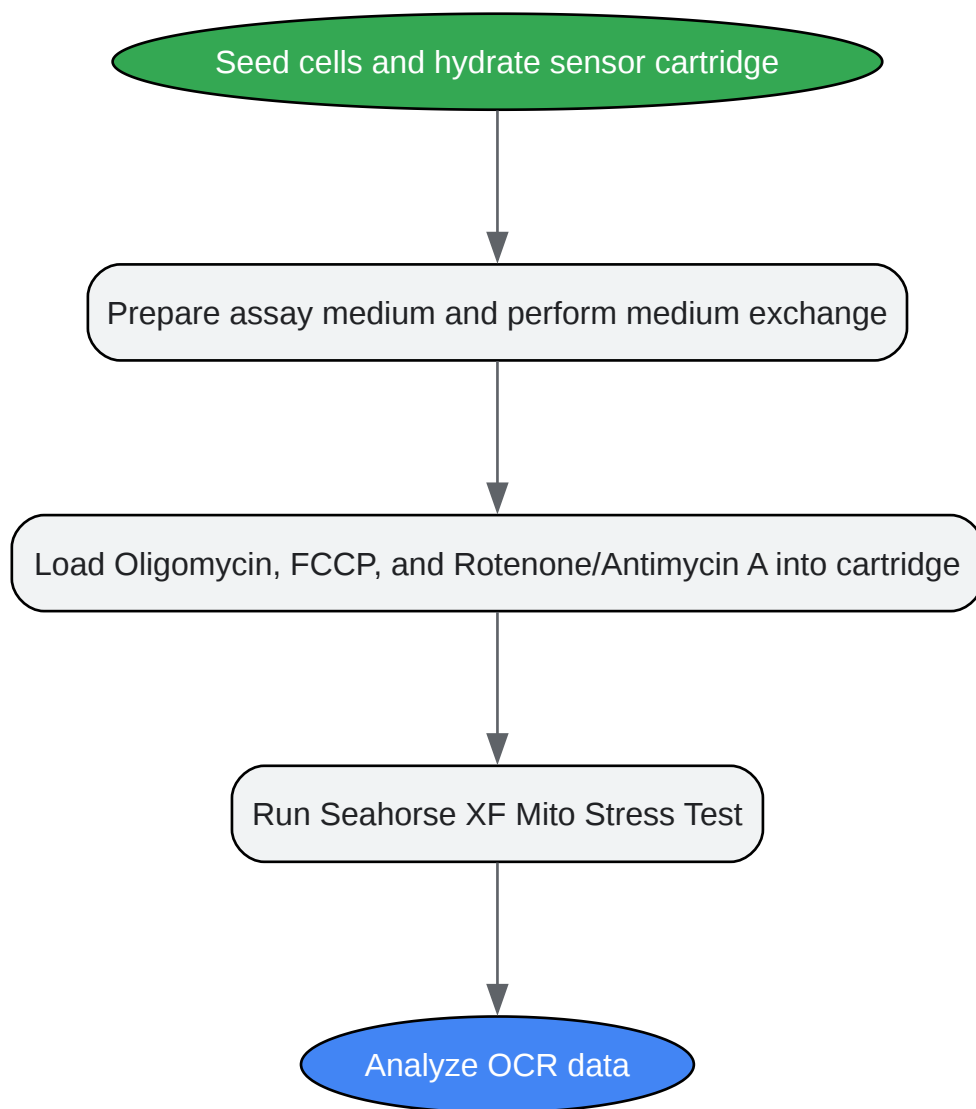 Seed cells and hydrate sensor cartridge
Prepare assay medium and perform medium exchange
Load Oligomycin, FCCP, and Rotenone/Antimycin A into cartridge
Run Seahorse XF Mito Stress Test
Analyze OCR data